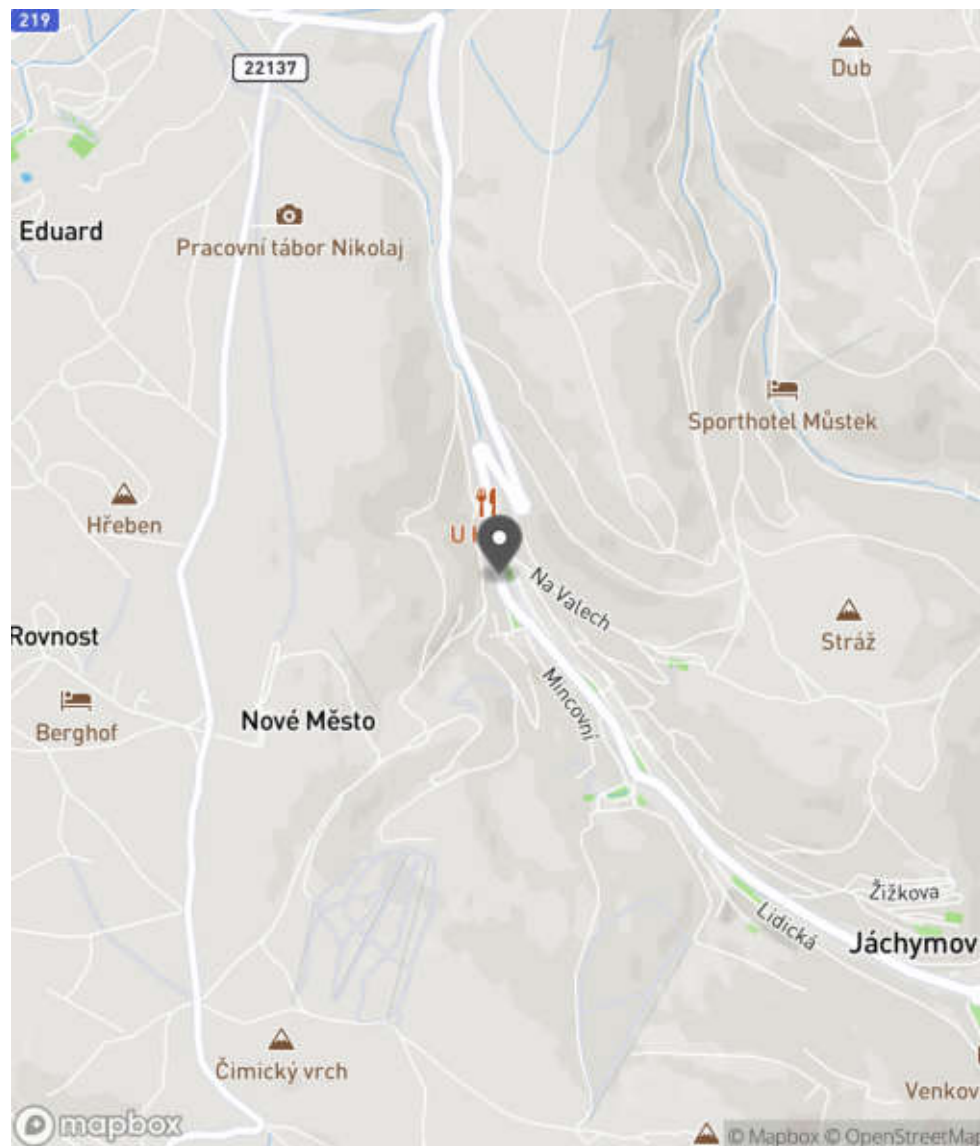 219
22137
Dub
Eduard
Pracovní tábor Nikolaj
Sporthotel Můstek
Hřeben
U
Na Valech
Rovnost
Stráž
Mincovní
Berghof
Nové Město
Žižkova
Lidická
Jáchymov
Čimický vrch
Venkov
mapbox
© Mapbox © OpenStreetMap